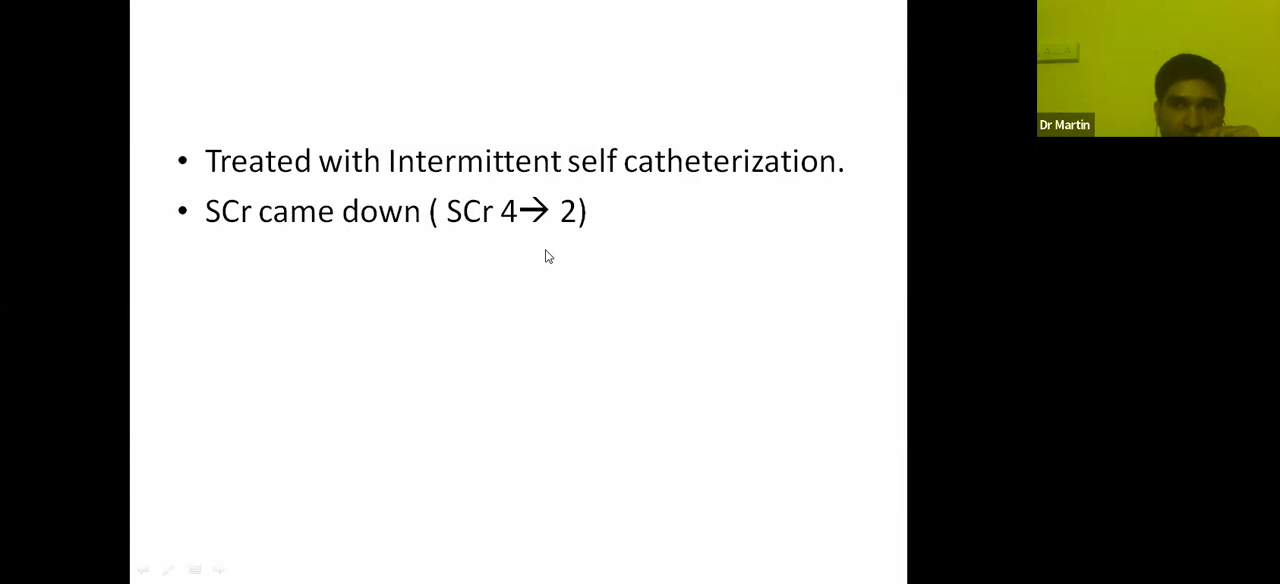 • Treated with Intermittent self catheterization.
• SCr came down ( SCr 4→ 2)
Dr Martin